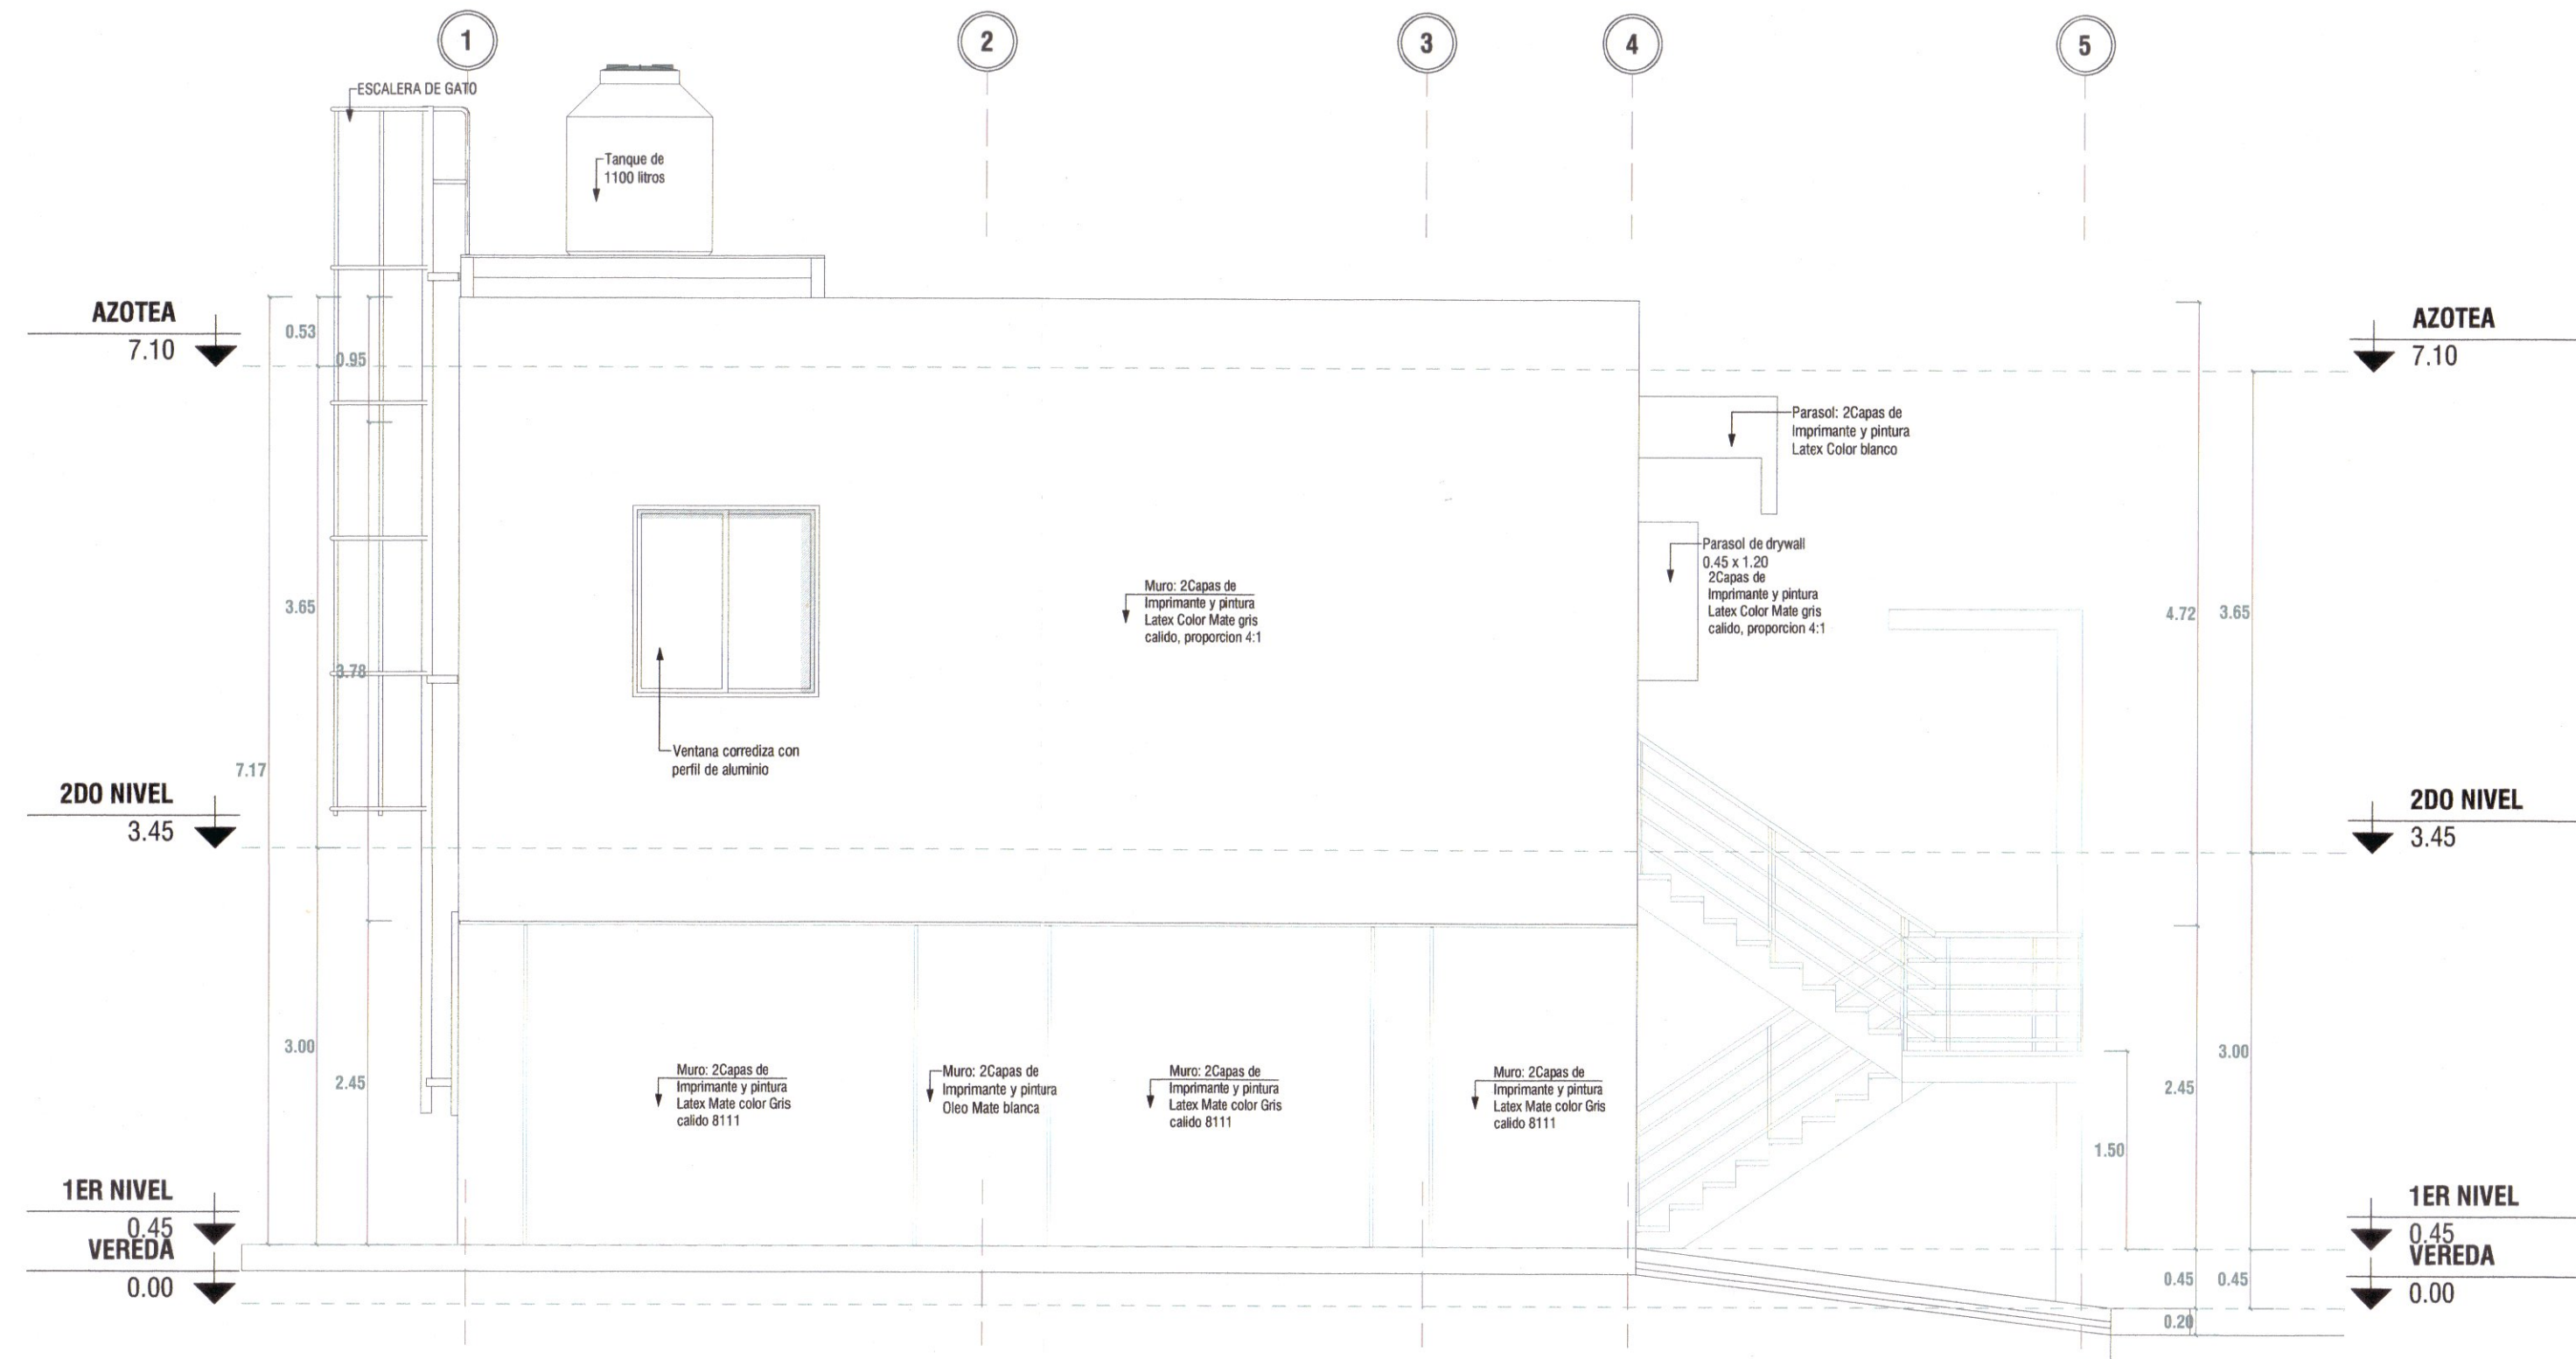 1
2
3
4
5
ESCALERA DE GATO
Tanque de
1100 litros
AZOTEA
7.10
0.53
0.95
AZOTEA
7.10
Parasol: 2Capas de
Imprimante y pintura
Latex Color blanco
Parasol de drywall
0.45 x 1.20
2Capas de
Imprimante y pintura
Latex Color Mate gris
calido, proporcion 4:1
Muro: 2Capas de
Imprimante y pintura
Latex Color Mate gris
calido, proporcion 4:1
3.65
3.78
4.72
3.65
Ventana corrediza con
perfil de aluminio
7.17
2DO NIVEL
3.45
2DO NIVEL
3.45
3.00
2.45
Muro: 2Capas de
Imprimante y pintura
Latex Mate color Gris
calido 8111
Muro: 2Capas de
Imprimante y pintura
Oleo Mate blanca
Muro: 2Capas de
Imprimante y pintura
Latex Mate color Gris
calido 8111
Muro: 2Capas de
Imprimante y pintura
Latex Mate color Gris
calido 8111
3.00
2.45
1.50
1ER NIVEL
0.45
VEREDA
0.00
1ER NIVEL
0.45
VEREDA
0.00
0.45
0.45
0.20